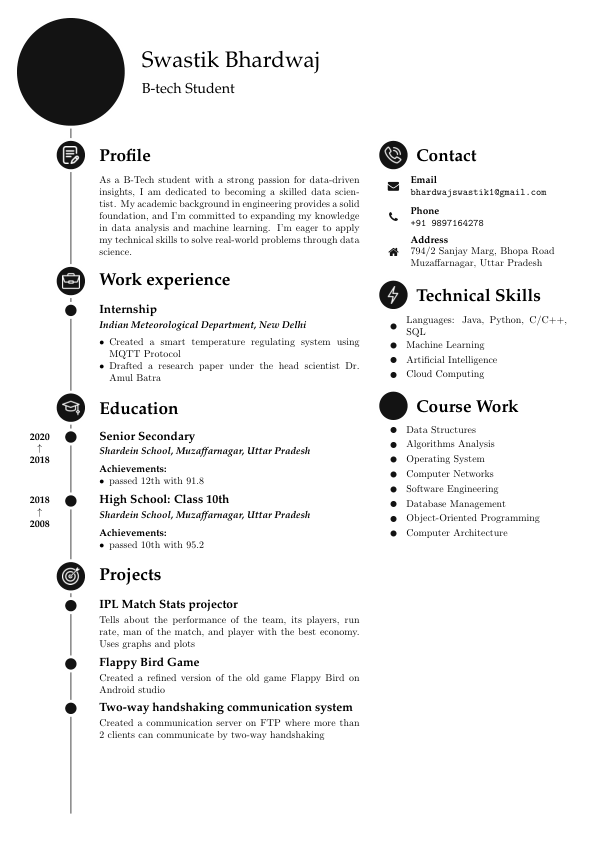 Swastik Bhardwaj
B-tech Student
Profile
As a B-Tech student with a strong passion for data-driven
insights, I am dedicated to becoming a skilled data scien-
tist. My academic background in engineering provides a solid
foundation, and I'm committed to expanding my knowledge
in data analysis and machine learning. I'm eager to apply
my technical skills to solve real-world problems through data
science.
Work experience
Internship
Indian Meteorological Department, New Delhi
• Created a smart temperature regulating system using
MQTT Protocol
• Drafted a research paper under the head scientist Dr.
Amul Batra
Education
2020
↑
2018
Senior Secondary
Shardein School, Muzaffarnagar, Uttar Pradesh
Achievements:
• passed 12th with 91.8
2018
↑
2008
High School: Class 10th
Shardein School, Muzaffarnagar, Uttar Pradesh
Achievements:
• passed 10th with 95.2
Projects
IPL Match Stats projector
Tells about the performance of the team, its players, run
rate, man of the match, and player with the best economy.
Uses graphs and plots
Flappy Bird Game
Created a refined version of the old game Flappy Bird on
Android studio
Two-way handshaking communication system
Created a communication server on FTP where more than
2 clients can communicate by two-way handshaking
Contact
Email
bhardwajswastik1@gmail.com
Phone
+91 9897164278
Address
794/2 Sanjay Marg, Bhopa Road
Muzaffarnagar, Uttar Pradesh
Technical Skills
• Languages: Java, Python, C/C++,
SQL
• Machine Learning
• Artificial Intelligence
• Cloud Computing
Course Work
• Data Structures
• Algorithms Analysis
• Operating System
• Computer Networks
• Software Engineering
• Database Management
• Object-Oriented Programming
• Computer Architecture